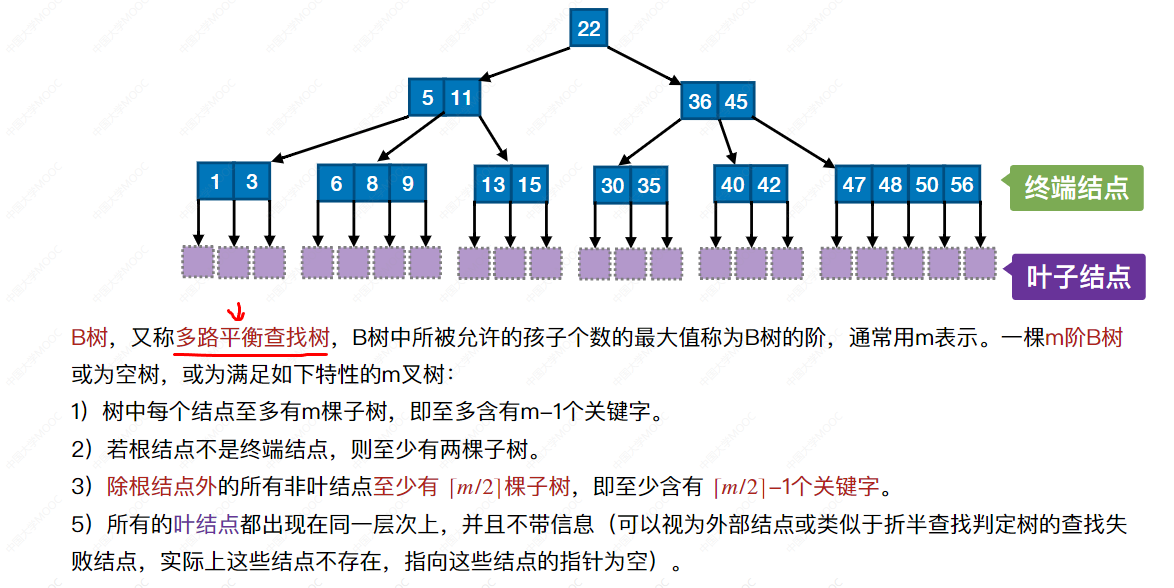 22
5 11
36 45
1 3
6 8 9
13 15
30 35
40 42
47 48 50 56
终端结点
叶子结点
B树，又称多路平衡查找树，B树中所被允许的孩子个数的最大值称为B树的阶，通常用m表示。一棵m阶B树
或为空树，或为满足如下特性的m叉树：
1）树中每个结点至多有m棵子树，即至多含有m-1个关键字。
2）若根结点不是终端结点，则至少有两棵子树。
3）除根结点外的所有非叶结点至少有 ⌈m/2⌉棵子树，即至少含有 ⌈m/2⌉-1个关键字。
5）所有的叶结点都出现在同一层次上，并且不带信息（可以视为外部结点或类似于折半查找判定树的查找失
败结点，实际上这些结点不存在，指向这些结点的指针为空）。
中国大学MOOC